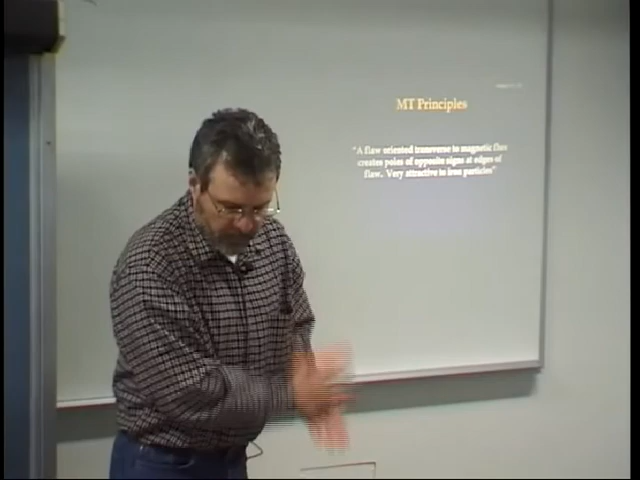 MT Principles
"A flaw oriented transverse to magnetic flux
creates poles of opposite signs at edges of
flaw. Very attractive to iron particles"